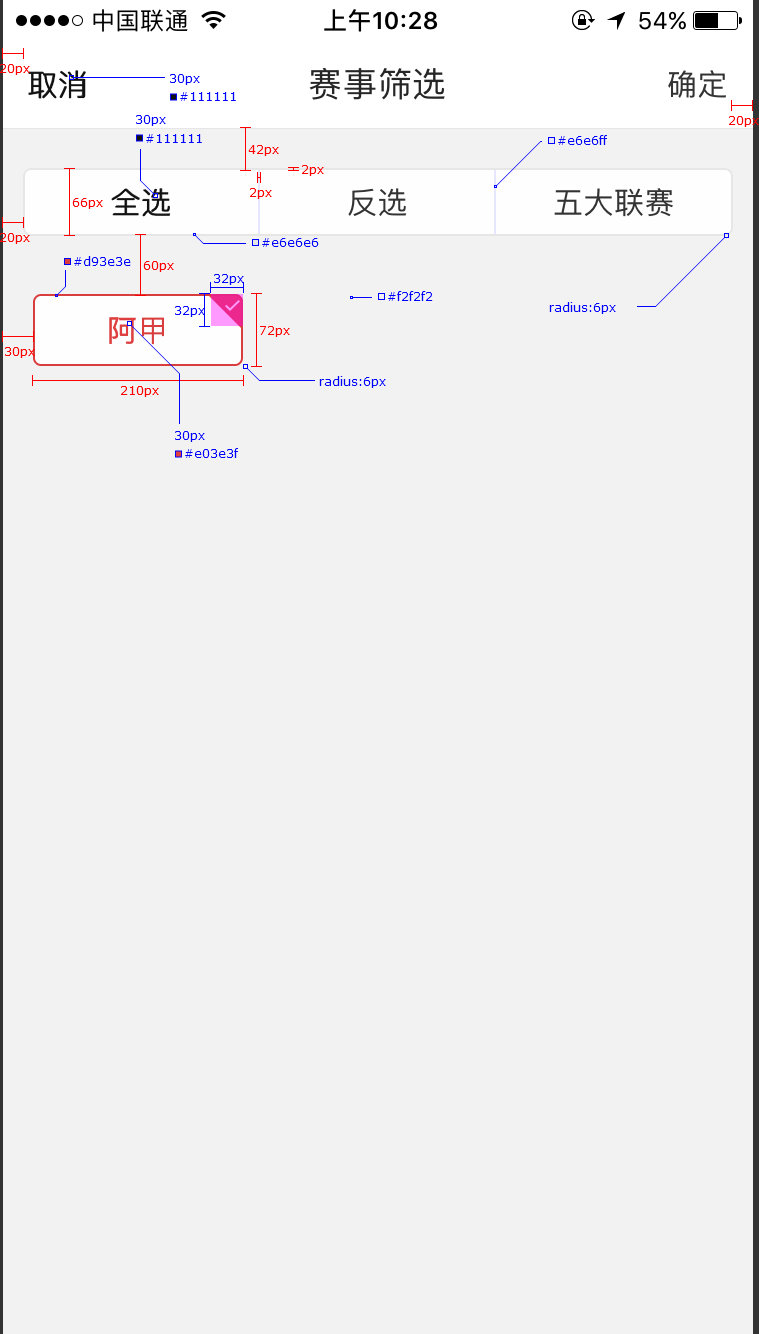 中国联通 上午10:28 54%
20px 取消 30px 赛事筛选 确定
#111111 20px
30px
#111111 42px #e6e6ff
2px
2px
66px 全选 反选 五大联赛
20px #e6e6e6
#d93e3e 60px
32px #f2f2f2
32px radius:6px
阿甲 72px
30px
210px radius:6px
30px
#e03e3f